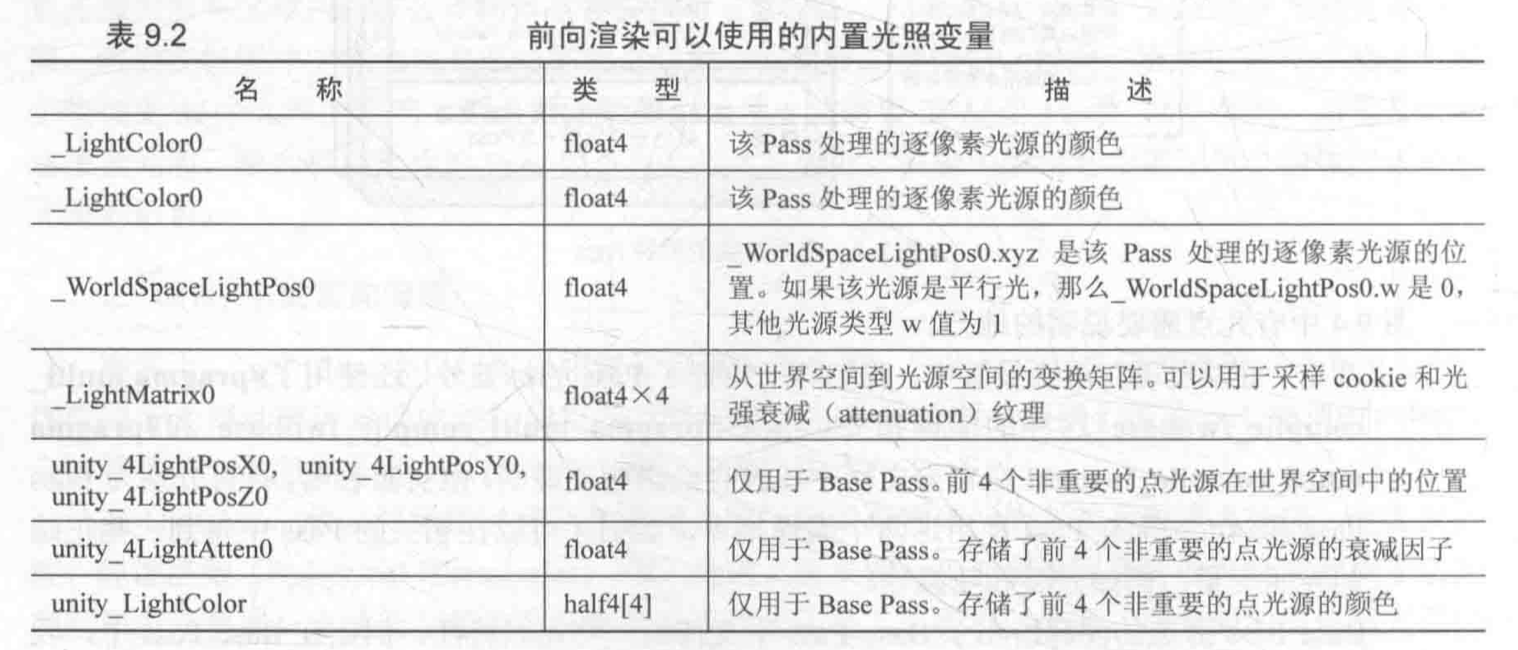 表 9.2 前向渲染可以使用的内置光照变量
名 称 类 型 描 述
_LightColor0 float4 该 Pass 处理的逐像素光源的颜色
_LightColor0 float4 该 Pass 处理的逐像素光源的颜色
_WorldSpaceLightPos0.xyz 是该 Pass 处理的逐像素光源的位
_WorldSpaceLightPos0 float4 置。如果该光源是平行光，那么_WorldSpaceLightPos0.w 是 0，
其他光源类型 w 值为 1
_LightMatrix0 float4×4 从世界空间到光源空间的变换矩阵。可以用于采样 cookie 和光
强衰减（attenuation）纹理
unity_4LightPosX0, unity_4LightPosY0,
unity_4LightPosZ0 float4 仅用于 Base Pass。前 4 个非重要的点光源在世界空间中的位置
unity_4LightAtten0 float4 仅用于 Base Pass。存储了前 4 个非重要的点光源的衰减因子
unity_LightColor half4[4] 仅用于 Base Pass。存储了前 4 个非重要的点光源的颜色